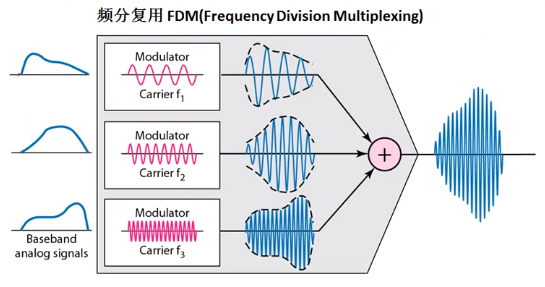 频分复用 FDM(Frequency Division Multiplexing)
Modulator
Carrier f1
Modulator
Carrier f2
+
Modulator
Carrier f3
Baseband
analog signals